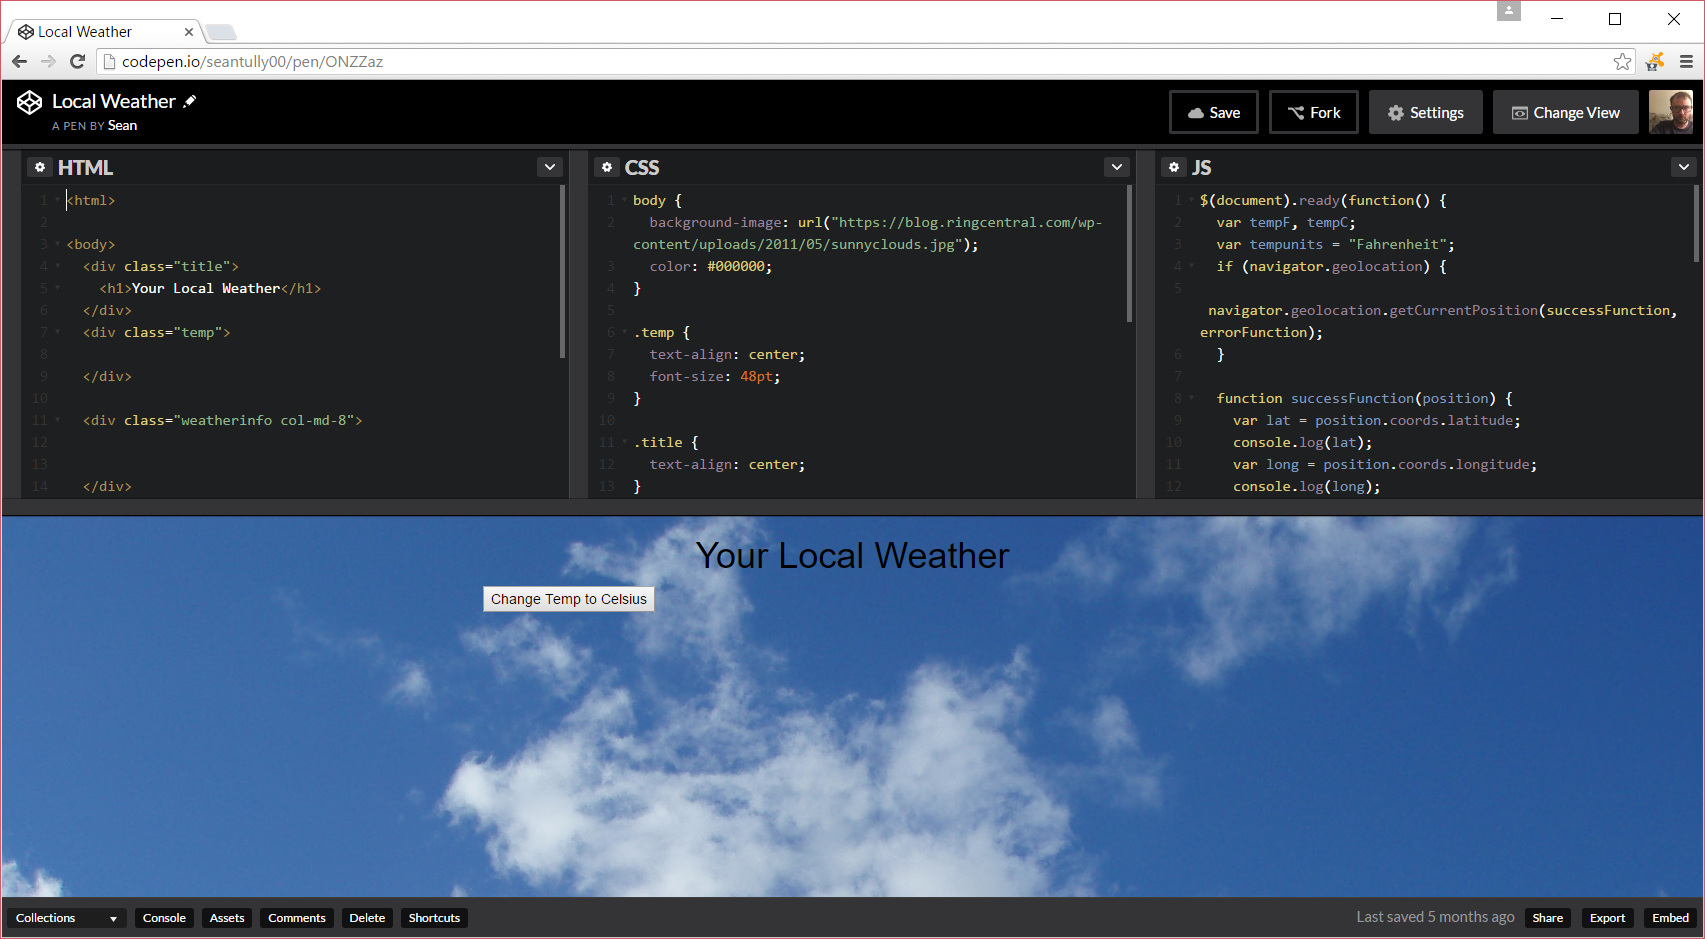 Local Weather
codepen.io/seantully00/pen/ONZZaz
Local Weather
A PEN BY Sean
Save
Fork
Settings
Change View
HTML
1 <html>
2
3 <body>
4 <div class="title">
5 <h1>Your Local Weather</h1>
6 </div>
7 <div class="temp">
8
9 </div>
10
11 <div class="weatherinfo col-md-8">
12
13
14 </div>
CSS
1 body {
2 background-image: url("https://blog.ringcentral.com/wp-
content/uploads/2011/05/sunnyclouds.jpg");
3 color: #000000;
4 }
5
6 .temp {
7 text-align: center;
8 font-size: 48pt;
9 }
10
11 .title {
12 text-align: center;
13 }
JS
1 $(document).ready(function() {
2 var tempF, tempC;
3 var tempunits = "Fahrenheit";
4 if (navigator.geolocation) {
5
navigator.geolocation.getCurrentPosition(successFunction,
errorFunction);
6 }
7
8 function successFunction(position) {
9 var lat = position.coords.latitude;
10 console.log(lat);
11 var long = position.coords.longitude;
12 console.log(long);
Your Local Weather
Change Temp to Celsius
Collections
Console
Assets
Comments
Delete
Shortcuts
Last saved 5 months ago
Share
Export
Embed